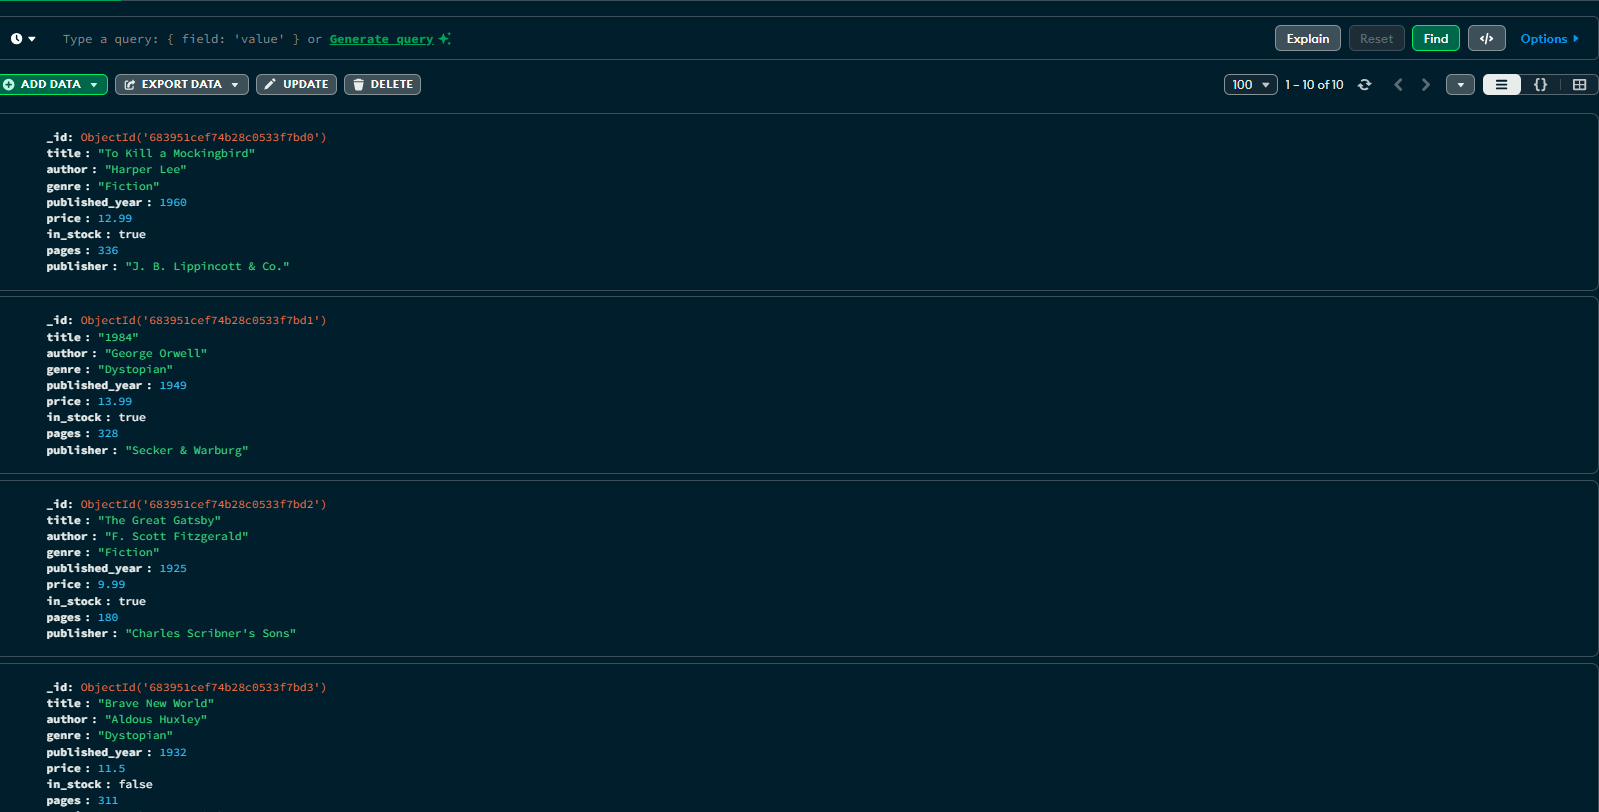 Type a query: { field: 'value' } or Generate query
Explain
Reset
Find
</>
Options
ADD DATA
EXPORT DATA
UPDATE
DELETE
100
1 – 10 of 10
{}
_id: ObjectId('683951cef74b28c0533f7bd0')
title : "To Kill a Mockingbird"
author : "Harper Lee"
genre : "Fiction"
published_year : 1960
price : 12.99
in_stock : true
pages : 336
publisher : "J. B. Lippincott & Co."
_id: ObjectId('683951cef74b28c0533f7bd1')
title : "1984"
author : "George Orwell"
genre : "Dystopian"
published_year : 1949
price : 13.99
in_stock : true
pages : 328
publisher : "Secker & Warburg"
_id: ObjectId('683951cef74b28c0533f7bd2')
title : "The Great Gatsby"
author : "F. Scott Fitzgerald"
genre : "Fiction"
published_year : 1925
price : 9.99
in_stock : true
pages : 180
publisher : "Charles Scribner's Sons"
_id: ObjectId('683951cef74b28c0533f7bd3')
title : "Brave New World"
author : "Aldous Huxley"
genre : "Dystopian"
published_year : 1932
price : 11.5
in_stock : false
pages : 311